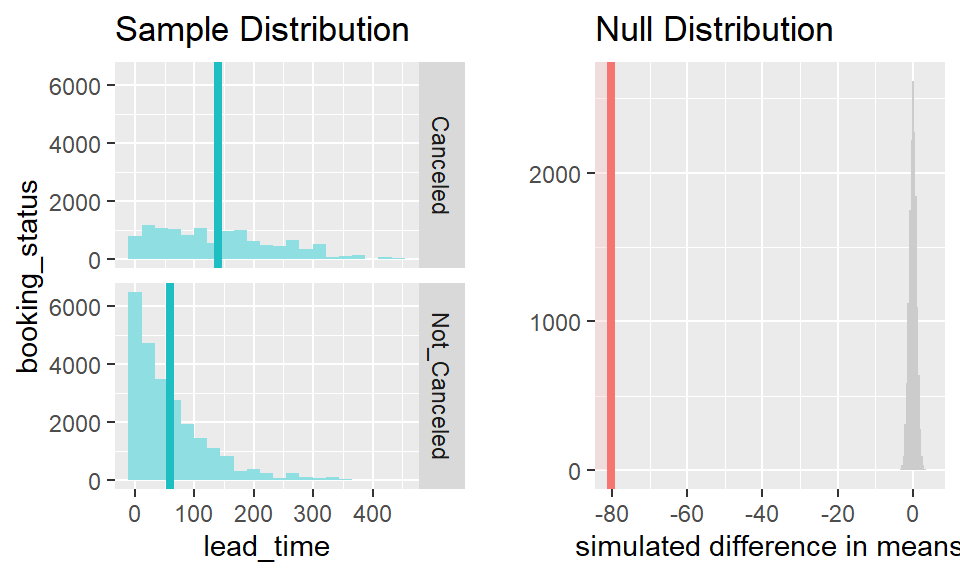 Sample Distribution
booking_status
6000
4000
2000
0
Canceled
6000
4000
2000
0
Not_Canceled
0 100 200 300 400
lead_time
Null Distribution
2000
1000
0
-80 -60 -40 -20 0
simulated difference in means